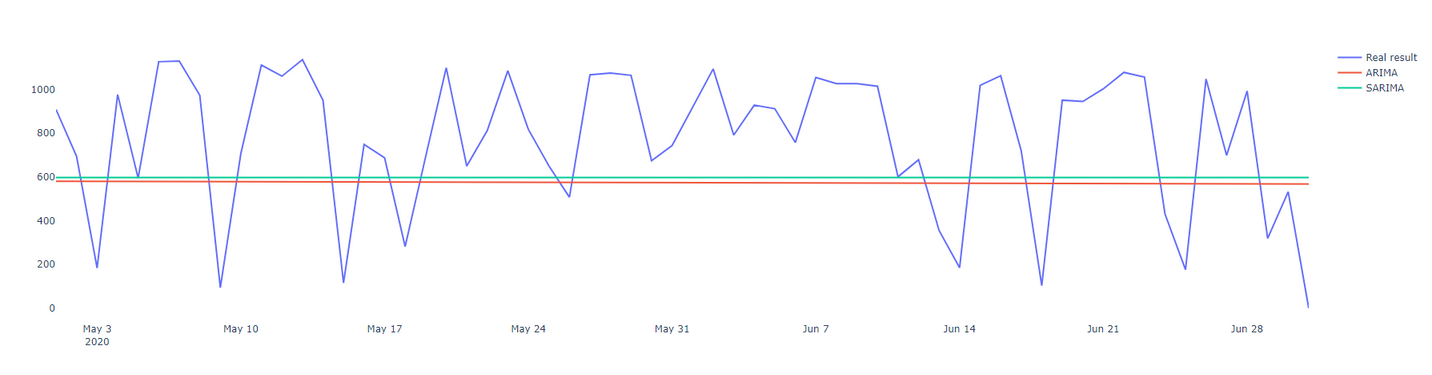 Real result
ARIMA
SARIMA
1000
800
600
400
200
0
May 3
2020
May 10
May 17
May 24
May 31
Jun 7
Jun 14
Jun 21
Jun 28